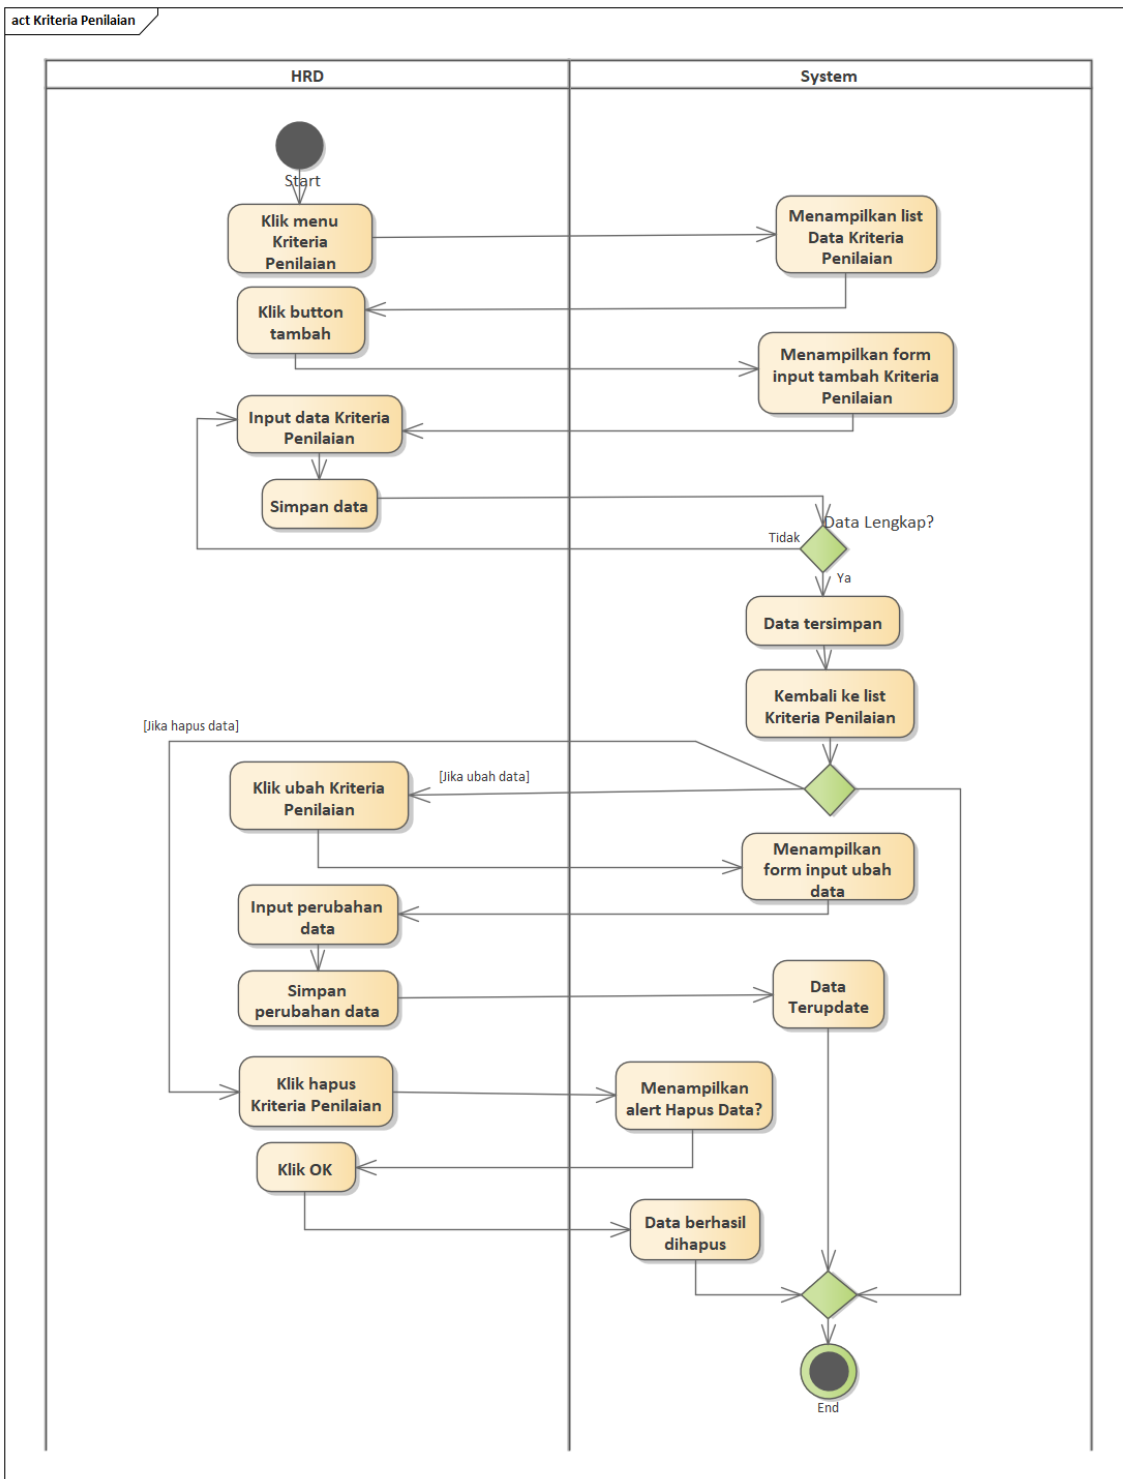 act Kriteria Penilaian
HRD
System
Start
Klik menu
Kriteria
Penilaian
Menampilkan list
Data Kriteria
Penilaian
Klik button
tambah
Menampilkan form
input tambah Kriteria
Penilaian
Input data Kriteria
Penilaian
Simpan data
Data Lengkap?
Tidak
Ya
Data tersimpan
Kembali ke list
Kriteria Penilaian
[Jika hapus data]
[Jika ubah data]
Klik ubah Kriteria
Penilaian
Menampilkan
form input ubah
data
Input perubahan
data
Simpan
perubahan data
Data
Terupdate
Klik hapus
Kriteria Penilaian
Menampilkan
alert Hapus Data?
Klik OK
Data berhasil
dihapus
End